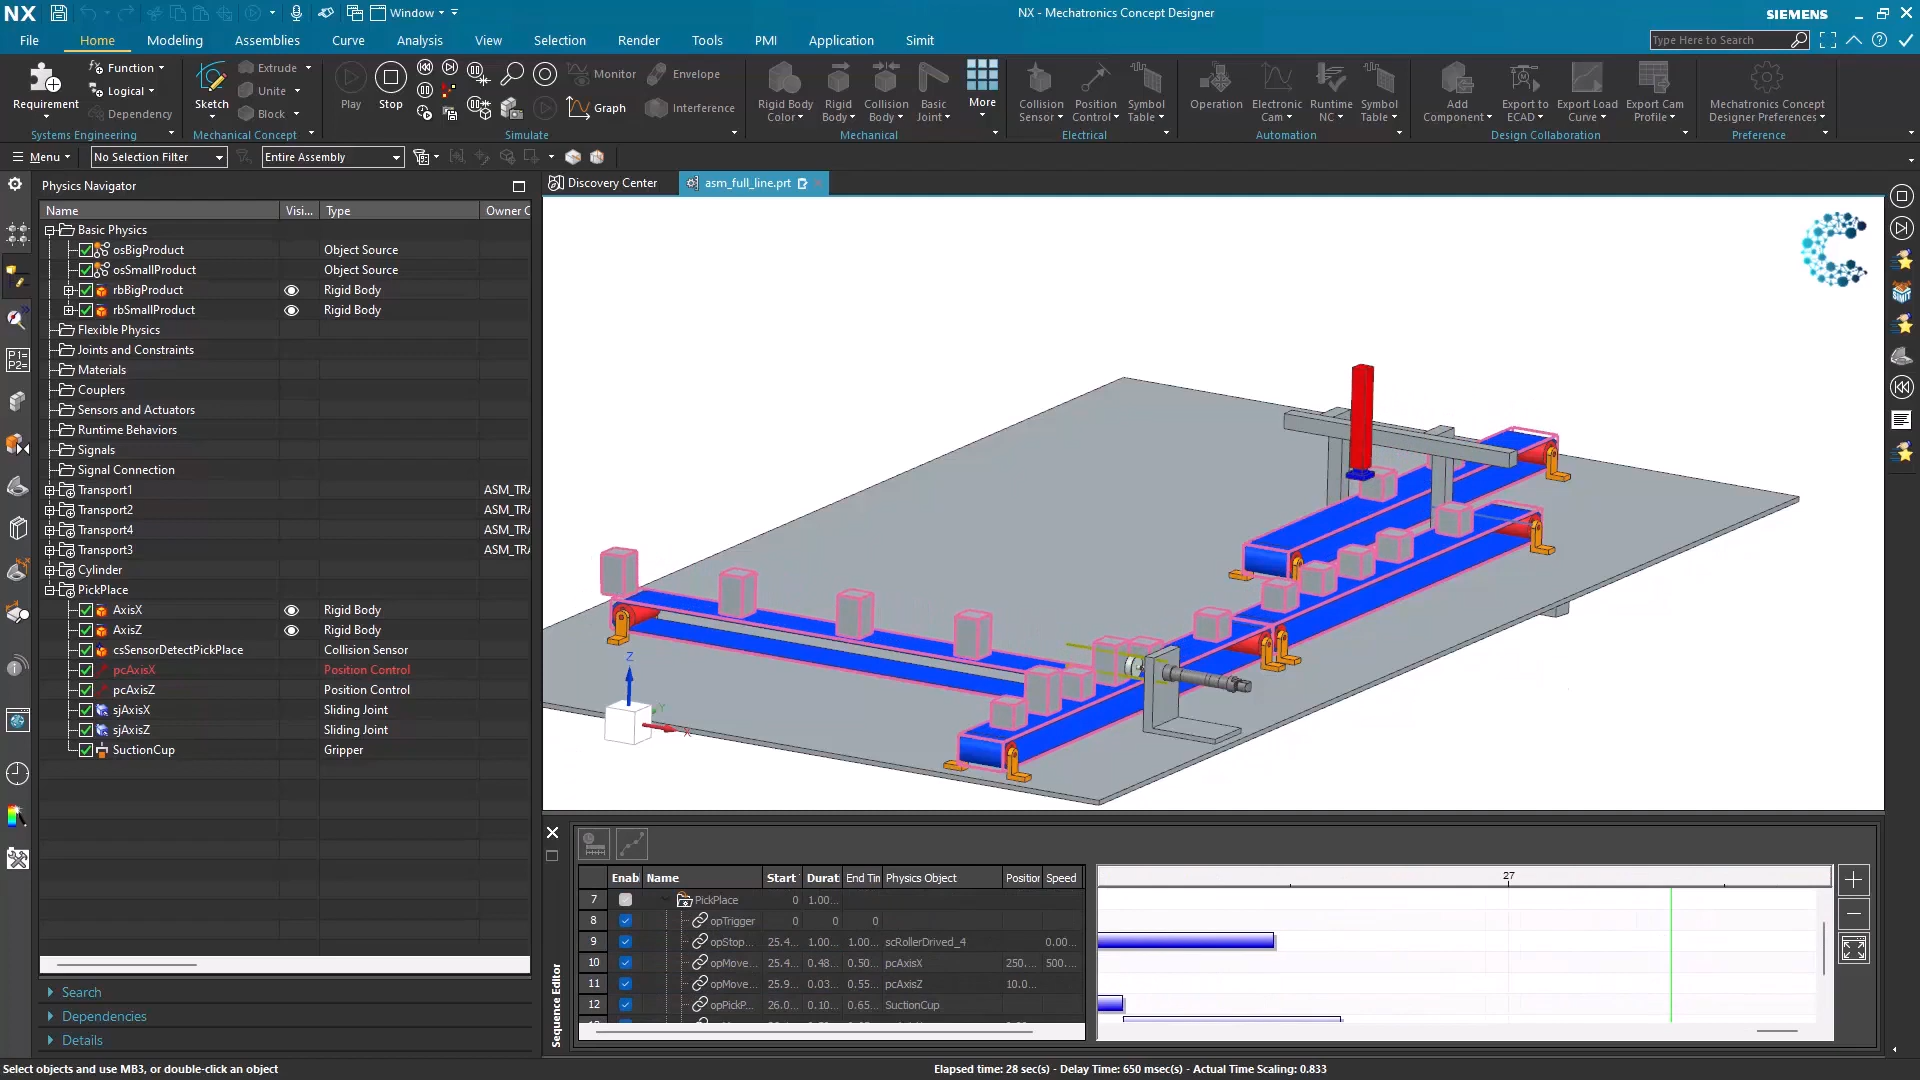 NX
Window
NX - Mechatronics Concept Designer
SIEMENS
File Home Modeling Assemblies Curve Analysis View Selection Render Tools PMI Application Simit
Type Here to Search
Requirement
Function
Logical
Dependency
Systems Engineering
Sketch
Extrude
Unite
Block
Mechanical Concept
Play
Stop
Monitor
Graph
Envelope
Interference
Simulate
Rigid Body Color
Rigid Body
Collision Body
Basic Joint
More
Mechanical
Collision Sensor
Position Control
Symbol Table
Electrical
Operation
Electronic Cam
Runtime NC
Symbol Table
Automation
Add Component
Export to ECAD
Export Load Curve
Export Cam Profile
Design Collaboration
Mechatronics Concept Designer Preferences
Preference
Menu
No Selection Filter
Entire Assembly
Physics Navigator
Discovery Center
asm_full_line.prt
Name Visi... Type Owner C
Basic Physics
osBigProduct Object Source
osSmallProduct Object Source
rbBigProduct Rigid Body
rbSmallProduct Rigid Body
Flexible Physics
Joints and Constraints
Materials
Couplers
Sensors and Actuators
Runtime Behaviors
Signals
Signal Connection
Transport1 ASM_TRA
Transport2 ASM_TRA
Transport4 ASM_TRA
Transport3 ASM_TRA
Cylinder
PickPlace
AxisX Rigid Body
AxisZ Rigid Body
csSensorDetectPickPlace Collision Sensor
pcAxisX Position Control
pcAxisZ Position Control
sjAxisX Sliding Joint
sjAxisZ Sliding Joint
SuctionCup Gripper
Search
Dependencies
Details
P1=
P2=
SIMIT
Z
Y
X
Sequence Editor
Enab Name Start Durat End Tin Physics Object Position Speed
27
7 PickPlace 0 1.00...
8 opTrigger 0 0 0
9 opStop... 25.4... 1.00... 1.00... scRollerDrived_4 0.00...
10 opMove... 25.4... 0.48... 0.50... pcAxisX 250.... 500....
11 opMove... 25.9... 0.03... 0.55... pcAxisZ 10.0...
12 opPickP... 26.0... 0.10... 0.65... SuctionCup
Select objects and use MB3, or double-click an object
Elapsed time: 28 sec(s) - Delay Time: 650 msec(s) - Actual Time Scaling: 0.833